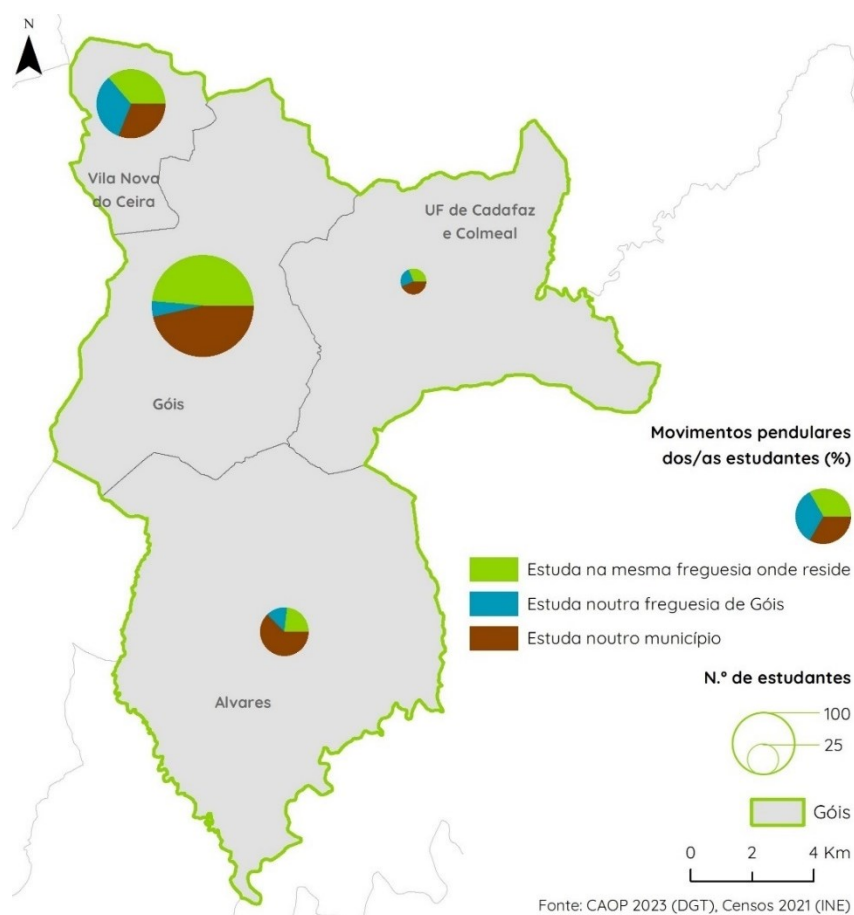 N
Vila Nova
do Ceira
UF de Cadafaz
e Colmeal
Góis
Alvares
Movimentos pendulares
dos/as estudantes (%)
Estuda na mesma freguesia onde reside
Estuda noutra freguesia de Góis
Estuda noutro município
N.º de estudantes
100
25
Góis
0 2 4 Km
Fonte: CAOP 2023 (DGT), Censos 2021 (INE)